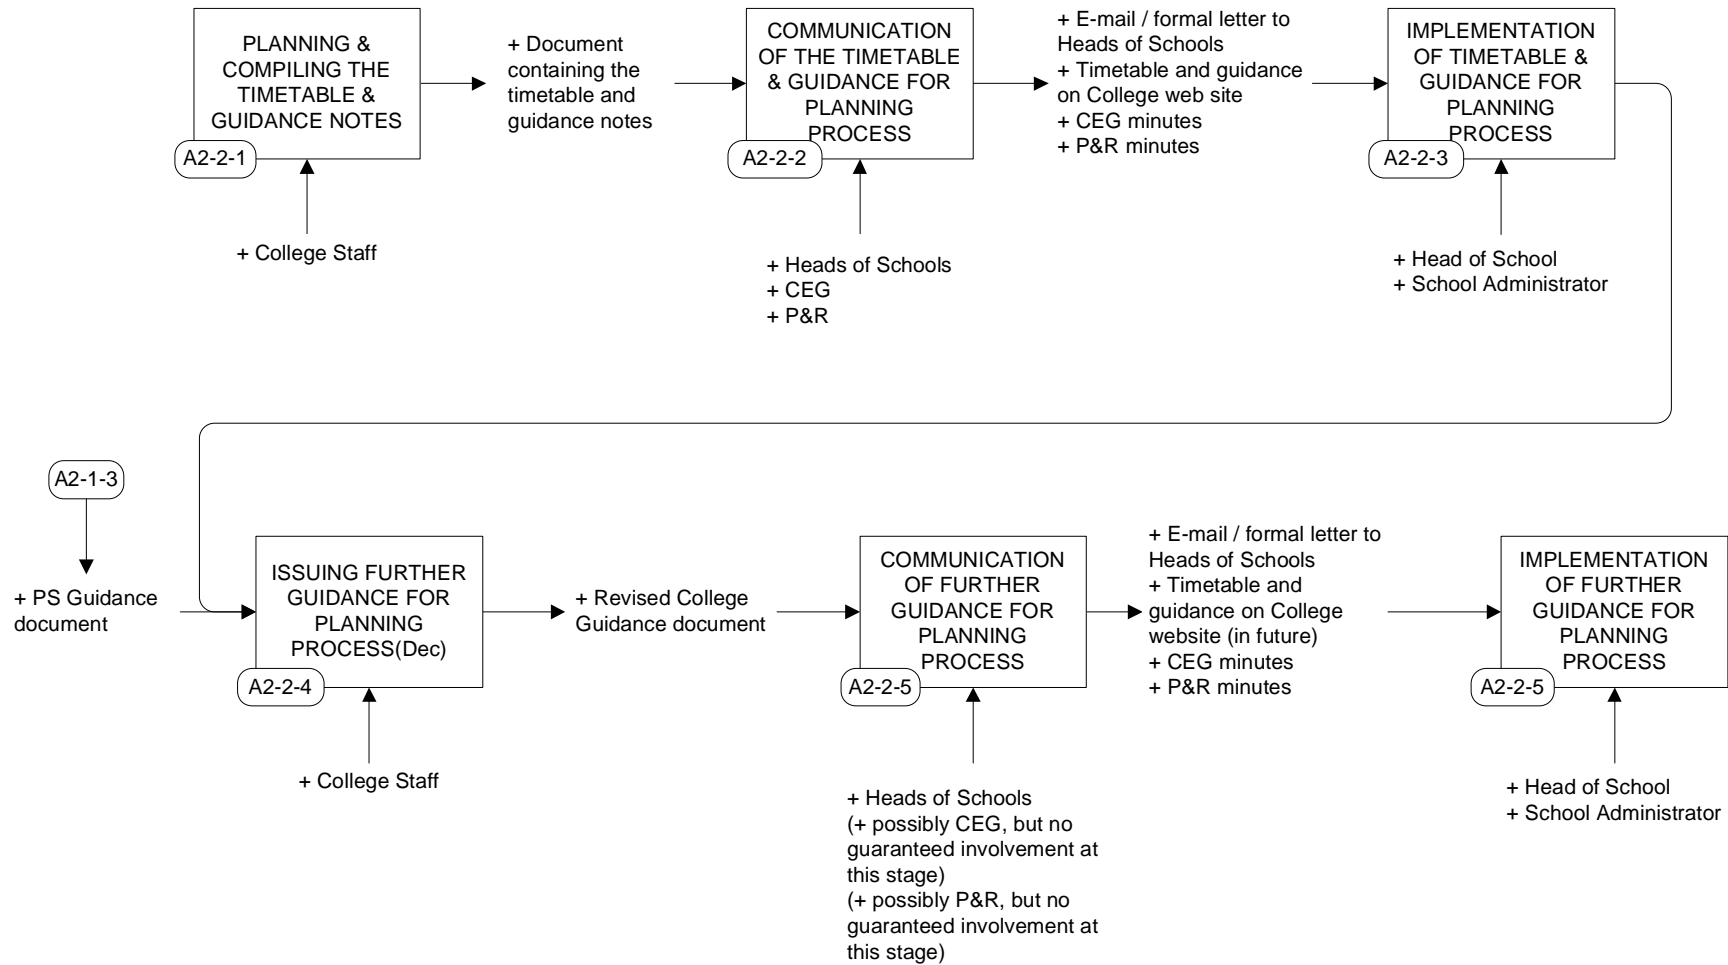 PLANNING &
COMPILING THE
TIMETABLE &
GUIDANCE NOTES
A2-2-1
+ College Staff
+ Document
containing the
timetable and
guidance notes
COMMUNICATION
OF THE TIMETABLE
& GUIDANCE FOR
PLANNING
PROCESS
A2-2-2
+ Heads of Schools
+ CEG
+ P&R
+ E-mail / formal letter to
Heads of Schools
+ Timetable and guidance
on College web site
+ CEG minutes
+ P&R minutes
IMPLEMENTATION
OF TIMETABLE &
GUIDANCE FOR
PLANNING
PROCESS
A2-2-3
+ Head of School
+ School Administrator
A2-1-3
+ PS Guidance
document
ISSUING FURTHER
GUIDANCE FOR
PLANNING
PROCESS(Dec)
A2-2-4
+ College Staff
+ Revised College
Guidance document
COMMUNICATION
OF FURTHER
GUIDANCE FOR
PLANNING
PROCESS
A2-2-5
+ Heads of Schools
(+ possibly CEG, but no
guaranteed involvement at
this stage)
(+ possibly P&R, but no
guaranteed involvement at
this stage)
+ E-mail / formal letter to
Heads of Schools
+ Timetable and
guidance on College
website (in future)
+ CEG minutes
+ P&R minutes
IMPLEMENTATION
OF FURTHER
GUIDANCE FOR
PLANNING
PROCESS
A2-2-5
+ Head of School
+ School Administrator